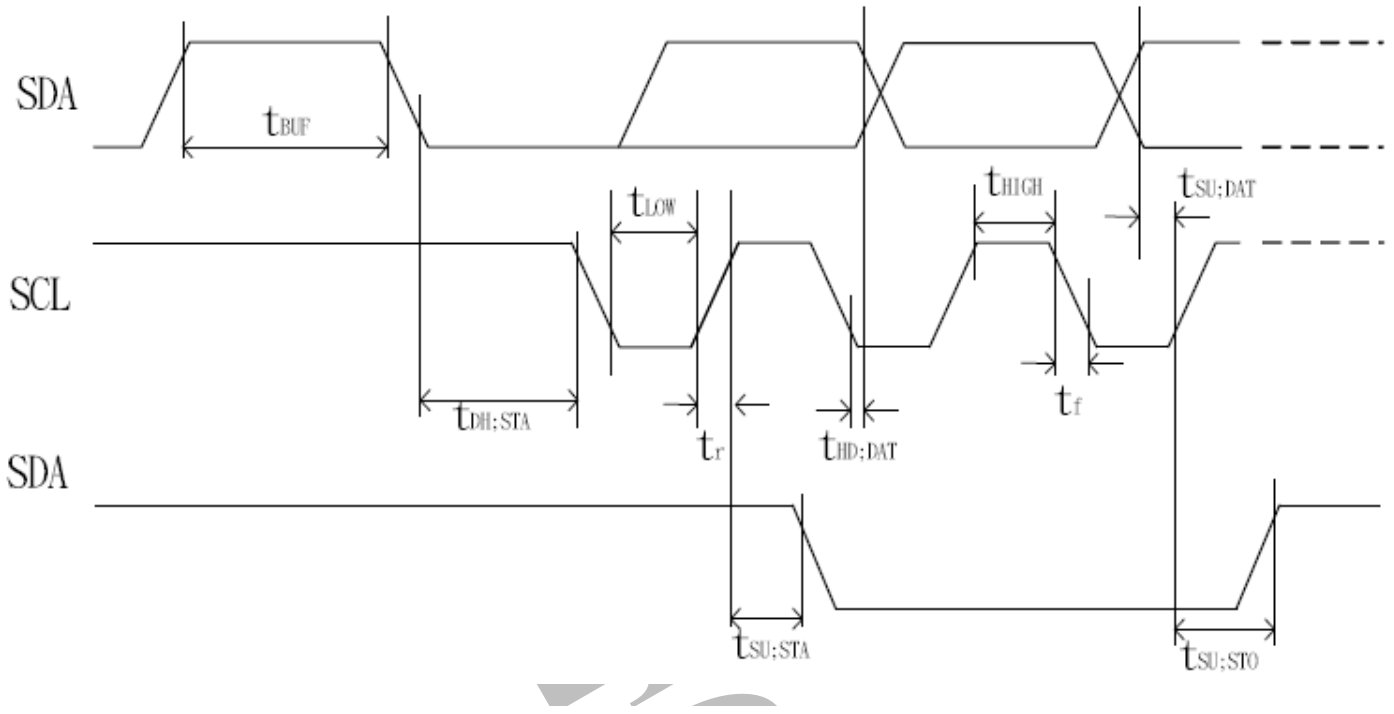 SDA
tBUF
tLOW
tHIGH
tSU;DAT
SCL
tDH;STA
tr
tHD;DAT
tf
SDA
tSU;STA
tSU;STO